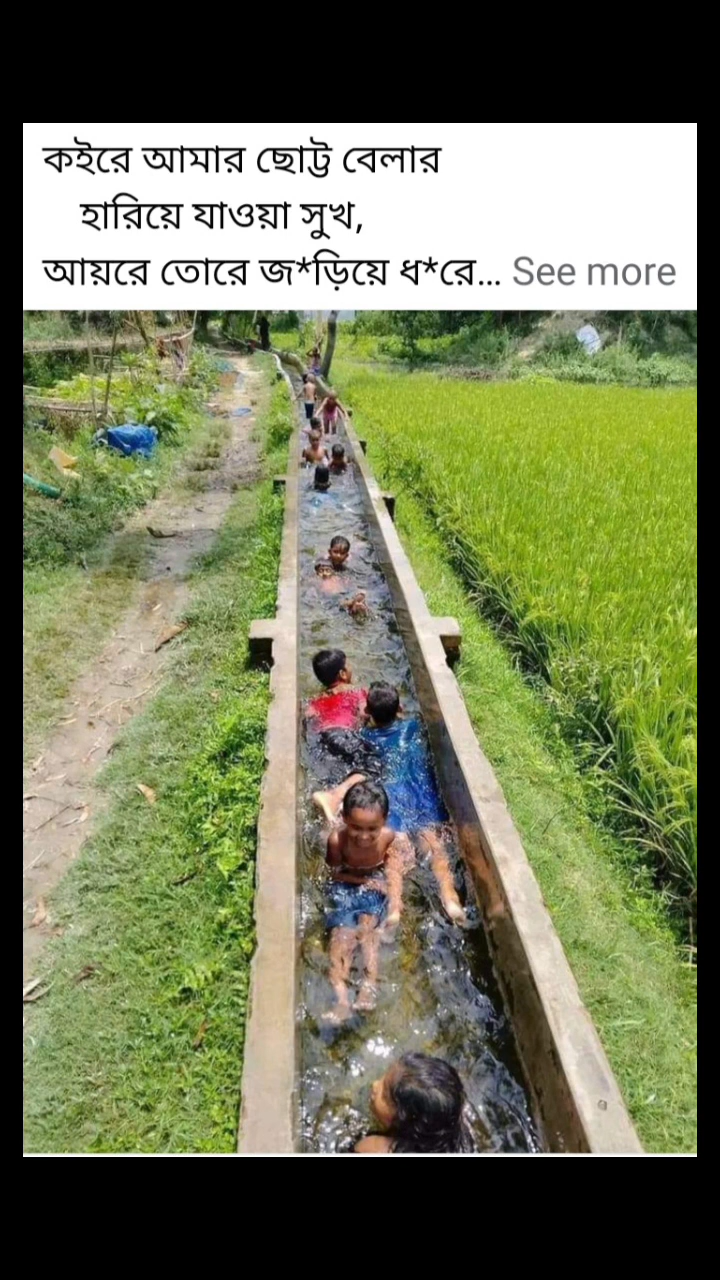 কইরে আমার ছোট্ট বেলার
হারিয়ে যাওয়া সুখ,
আয়রে তোরে জ*ড়িয়ে ধ*রে... See more